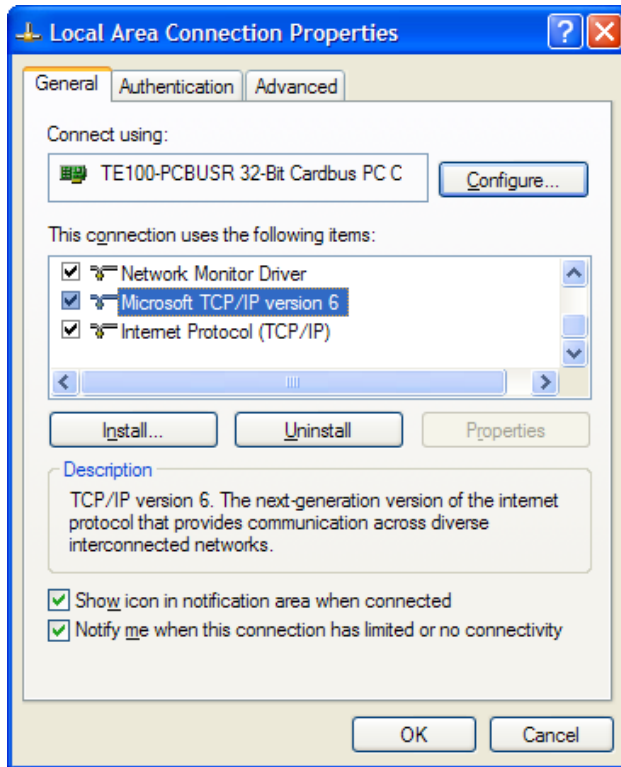 Local Area Connection Properties
?
General Authentication Advanced
Connect using:
TE100-PCBUSR 32-Bit Cardbus PC C
Configure...
This connection uses the following items:
Network Monitor Driver
Microsoft TCP/IP version 6
Internet Protocol (TCP/IP)
Install... Uninstall Properties
Description
TCP/IP version 6. The next-generation version of the internet
protocol that provides communication across diverse
interconnected networks.
Show icon in notification area when connected
Notify me when this connection has limited or no connectivity
OK Cancel